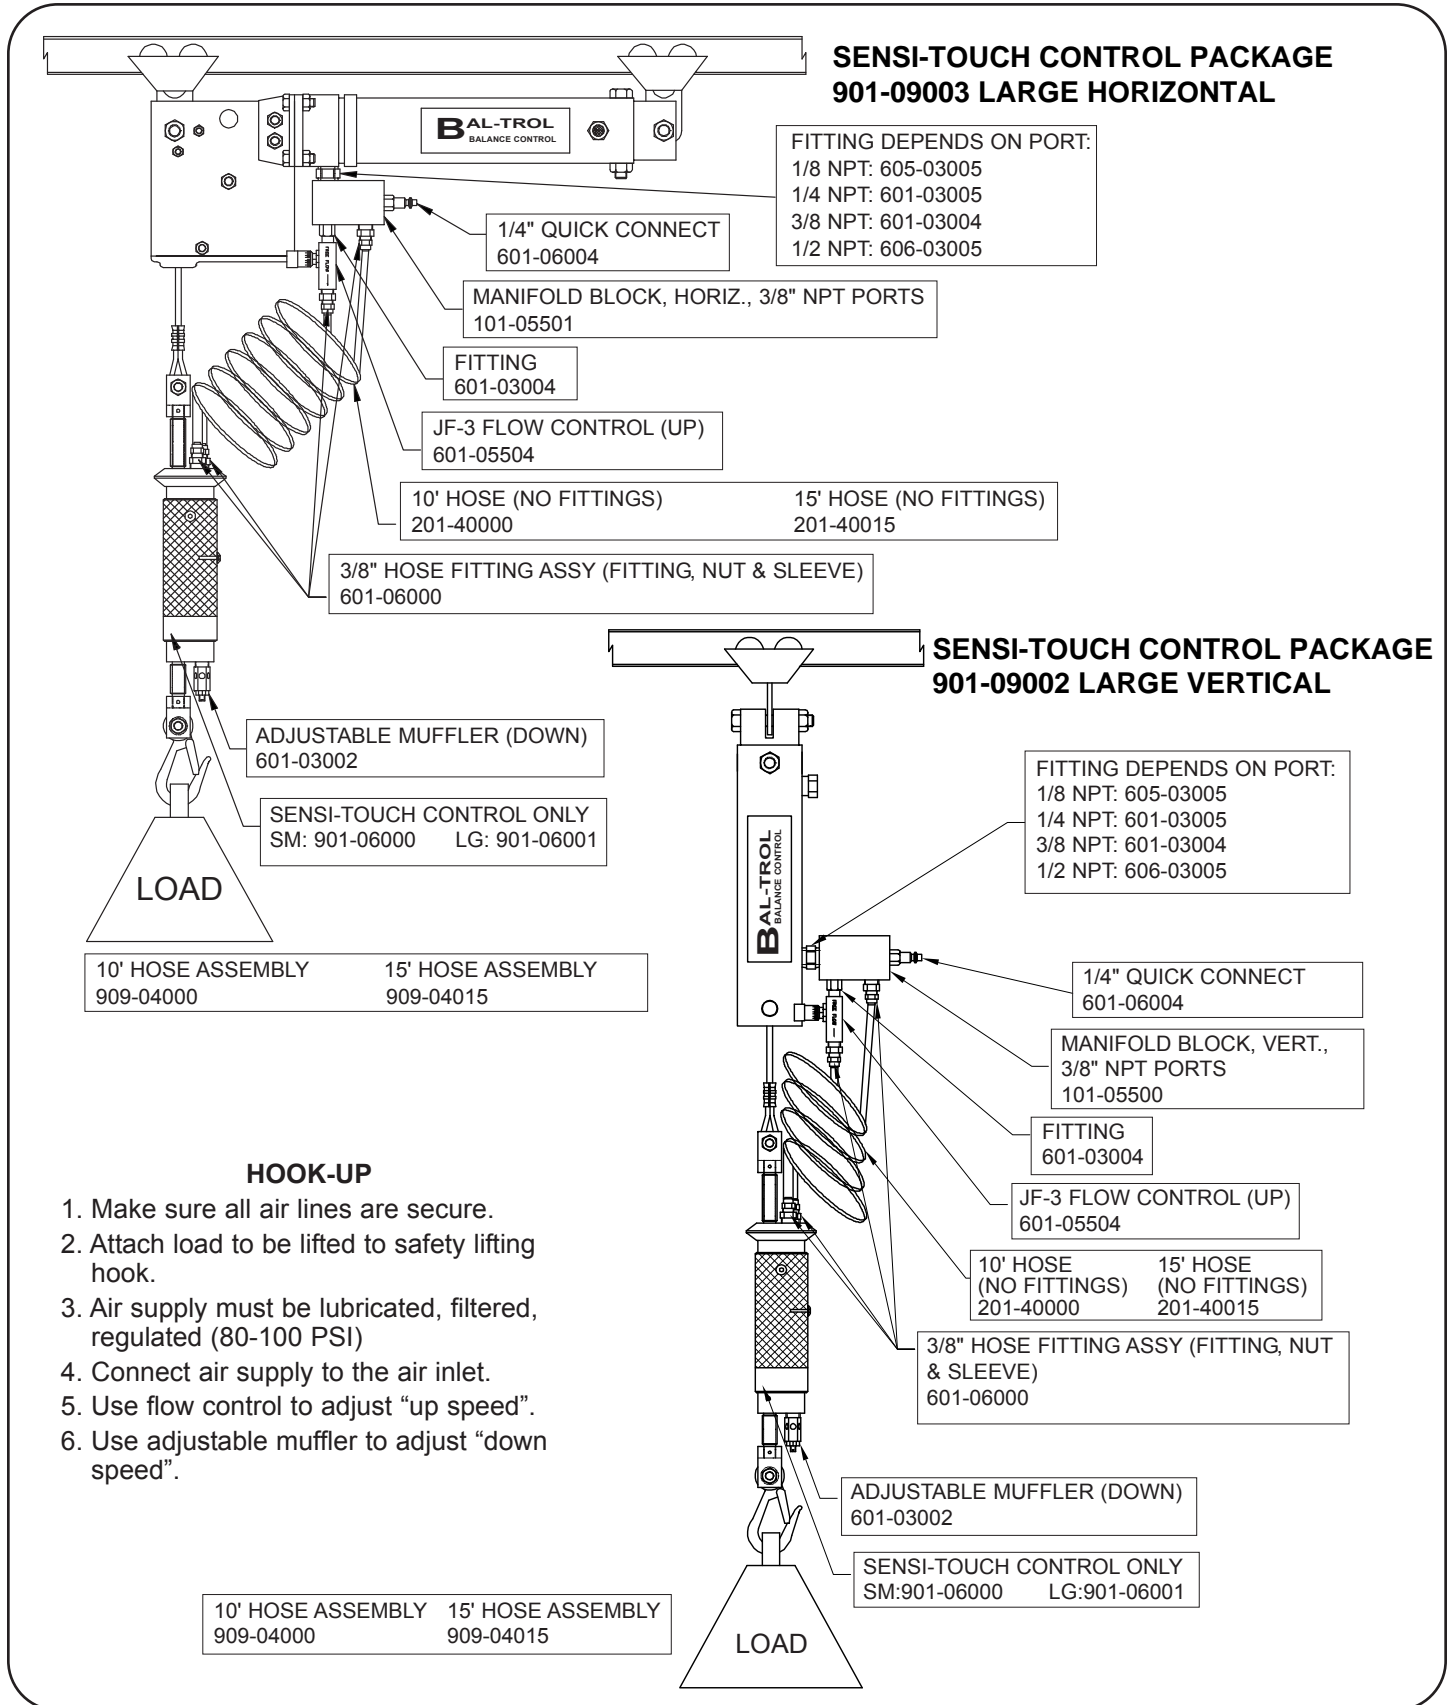 SENSI-TOUCH CONTROL PACKAGE
901-09003 LARGE HORIZONTAL
BAL-TROL
BALANCE CONTROL
FITTING DEPENDS ON PORT:
1/8 NPT: 605-03005
1/4 NPT: 601-03005
3/8 NPT: 601-03004
1/2 NPT: 606-03005
1/4" QUICK CONNECT
601-06004
FREE FLOW
MANIFOLD BLOCK, HORIZ., 3/8" NPT PORTS
101-05501
FITTING
601-03004
JF-3 FLOW CONTROL (UP)
601-05504
10' HOSE (NO FITTINGS) 15' HOSE (NO FITTINGS)
201-40000 201-40015
3/8" HOSE FITTING ASSY (FITTING, NUT & SLEEVE)
601-06000
ADJUSTABLE MUFFLER (DOWN)
601-03002
SENSI-TOUCH CONTROL ONLY
SM: 901-06000 LG: 901-06001
LOAD
10' HOSE ASSEMBLY 15' HOSE ASSEMBLY
909-04000 909-04015
SENSI-TOUCH CONTROL PACKAGE
901-09002 LARGE VERTICAL
FITTING DEPENDS ON PORT:
1/8 NPT: 605-03005
1/4 NPT: 601-03005
3/8 NPT: 601-03004
1/2 NPT: 606-03005
BAL-TROL
BALANCE CONTROL
1/4" QUICK CONNECT
601-06004
FREE FLOW
MANIFOLD BLOCK, VERT.,
3/8" NPT PORTS
101-05500
FITTING
601-03004
JF-3 FLOW CONTROL (UP)
601-05504
10' HOSE 15' HOSE
(NO FITTINGS) (NO FITTINGS)
201-40000 201-40015
3/8" HOSE FITTING ASSY (FITTING, NUT
& SLEEVE)
601-06000
ADJUSTABLE MUFFLER (DOWN)
601-03002
SENSI-TOUCH CONTROL ONLY
SM:901-06000 LG:901-06001
LOAD
10' HOSE ASSEMBLY 15' HOSE ASSEMBLY
909-04000 909-04015
HOOK-UP
1. Make sure all air lines are secure.
2. Attach load to be lifted to safety lifting
hook.
3. Air supply must be lubricated, filtered,
regulated (80-100 PSI)
4. Connect air supply to the air inlet.
5. Use flow control to adjust “up speed”.
6. Use adjustable muffler to adjust “down
speed”.